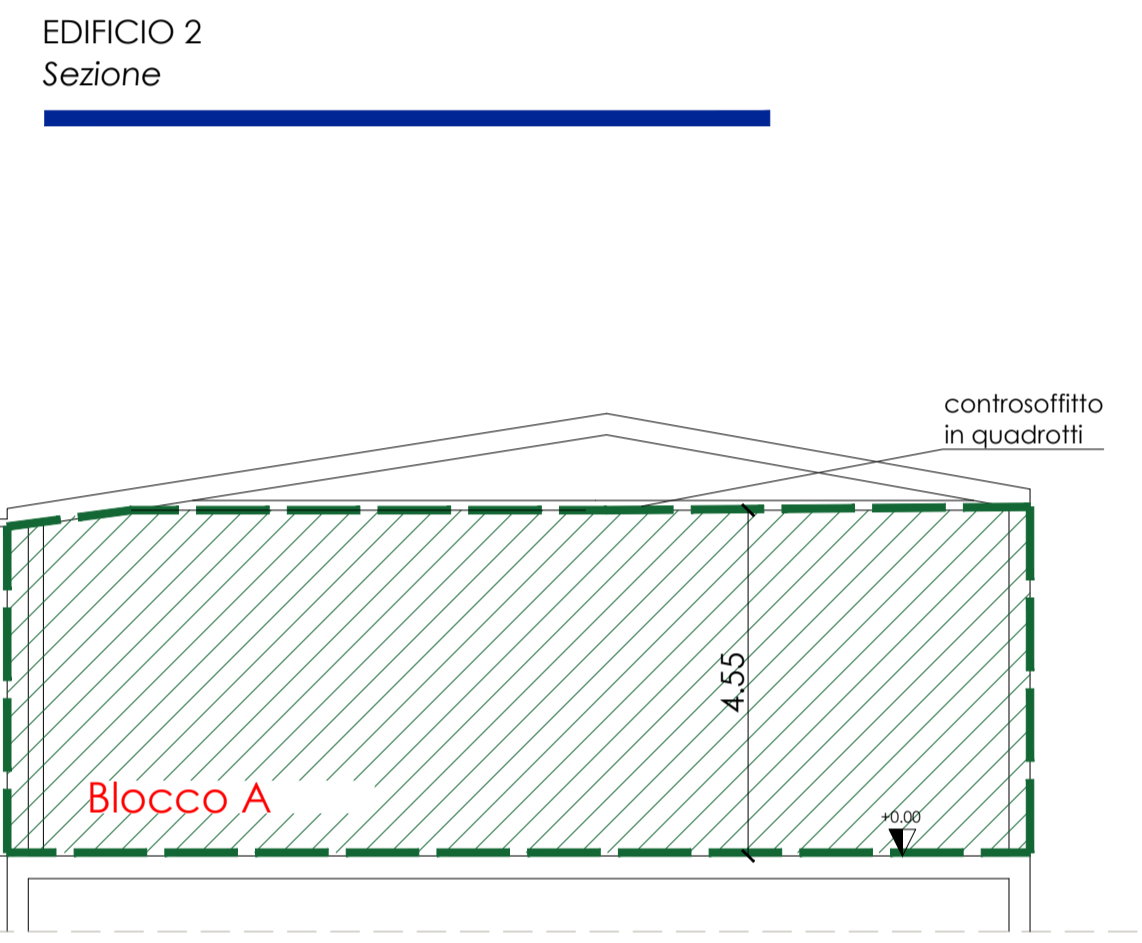 EDIFICIO 2
Sezione
controsoffitto
in quadrotti
4.55
Blocco A
+0.00